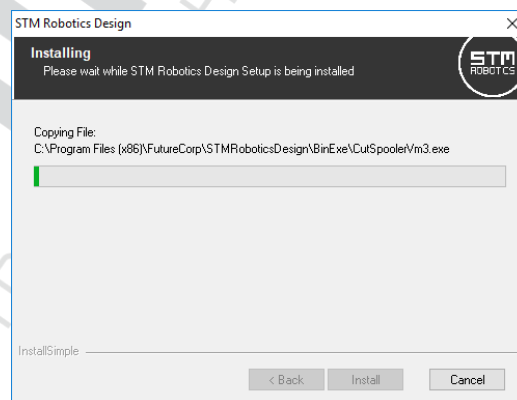 STM Robotics Design
Installing
Please wait while STM Robotics Design Setup is being installed
STM
ROBOTCS
Copying File:
C:\Program Files (x86)\FutureCorp\STMRoboticsDesign\BinExe\CutSpoolerVm3.exe
InstallSimple
< Back
Install
Cancel